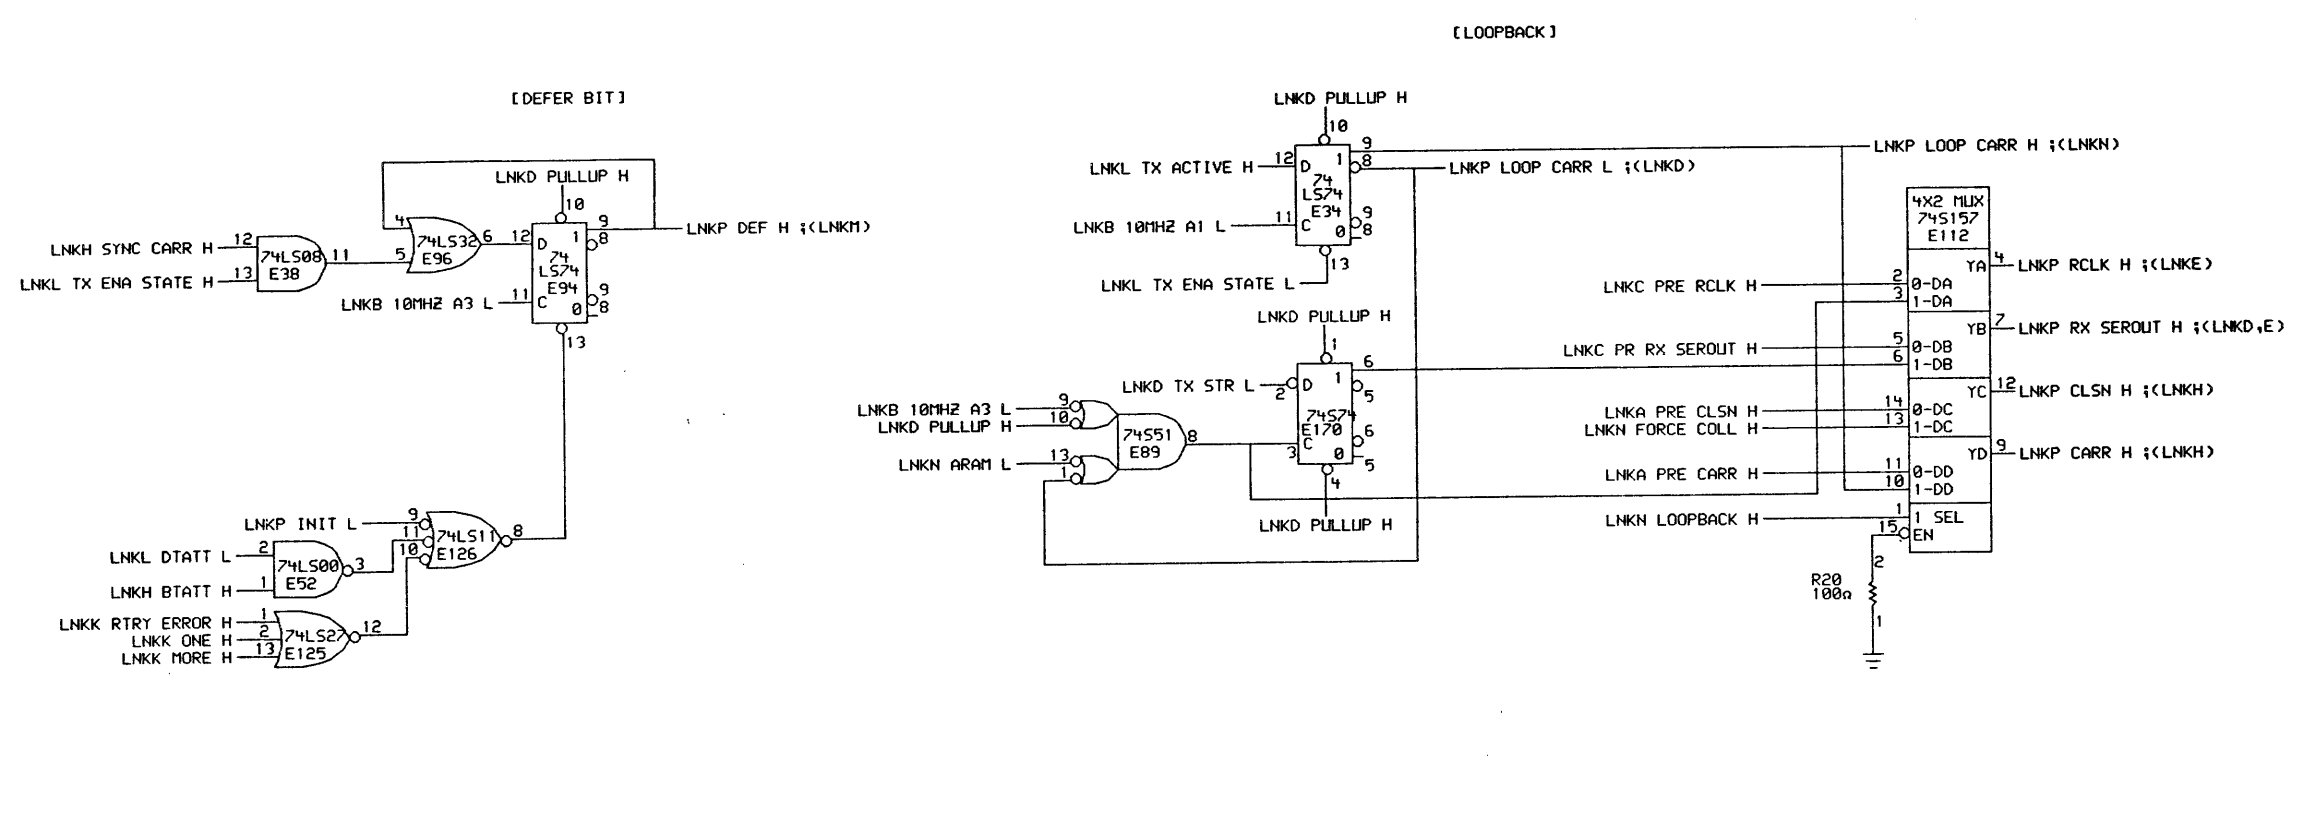 [LOOPBACK]
[DEFER BIT]
LNKD PULLUP H
10
LNKH SYNC CARR H
12
LNKL TX ENA STATE H
13
74LS08
E38
11
4
5
74LS32
E96
6
12
D
1
74
LS74
E94
C
0
9
8
9
8
LNKB 10MHZ A3 L
11
13
LNKP DEF H ;(LNKM)
LNKP INIT L
9
11
10
74LS11
E126
8
LNKL DTATT L
2
LNKH BTATT H
1
74LS00
E52
3
LNKK RTRY ERROR H
1
LNKK ONE H
2
LNKK MORE H
13
74LS27
E125
12
LNKD PULLUP H
10
LNKL TX ACTIVE H
12
D
1
74
LS74
E34
C
0
9
8
9
8
LNKB 10MHZ A1 L
11
13
LNKL TX ENA STATE L
LNKP LOOP CARR H ;(LNKN)
LNKP LOOP CARR L ;(LNKD)
LNKD PULLUP H
1
LNKD TX STR L
2
D
1
74S74
E170
C
0
6
5
6
5
3
4
LNKD PULLUP H
LNKB 10MHZ A3 L
9
LNKD PULLUP H
10
LNKN ARAM L
13
1
74S51
E89
8
4X2 MUX
74S157
E112
LNKC PRE RCLK H
2
0-DA
3
1-DA
YA
4
LNKP RCLK H ;(LNKE)
LNKC PR RX SEROUT H
5
0-DB
6
1-DB
YB
7
LNKP RX SEROUT H ;(LNKD,E)
LNKA PRE CLSN H
14
0-DC
LNKN FORCE COLL H
13
1-DC
YC
12
LNKP CLSN H ;(LNKH)
LNKA PRE CARR H
11
0-DD
10
1-DD
YD
9
LNKP CARR H ;(LNKH)
LNKN LOOPBACK H
1
1 SEL
15
EN
2
R20
100Ω
1